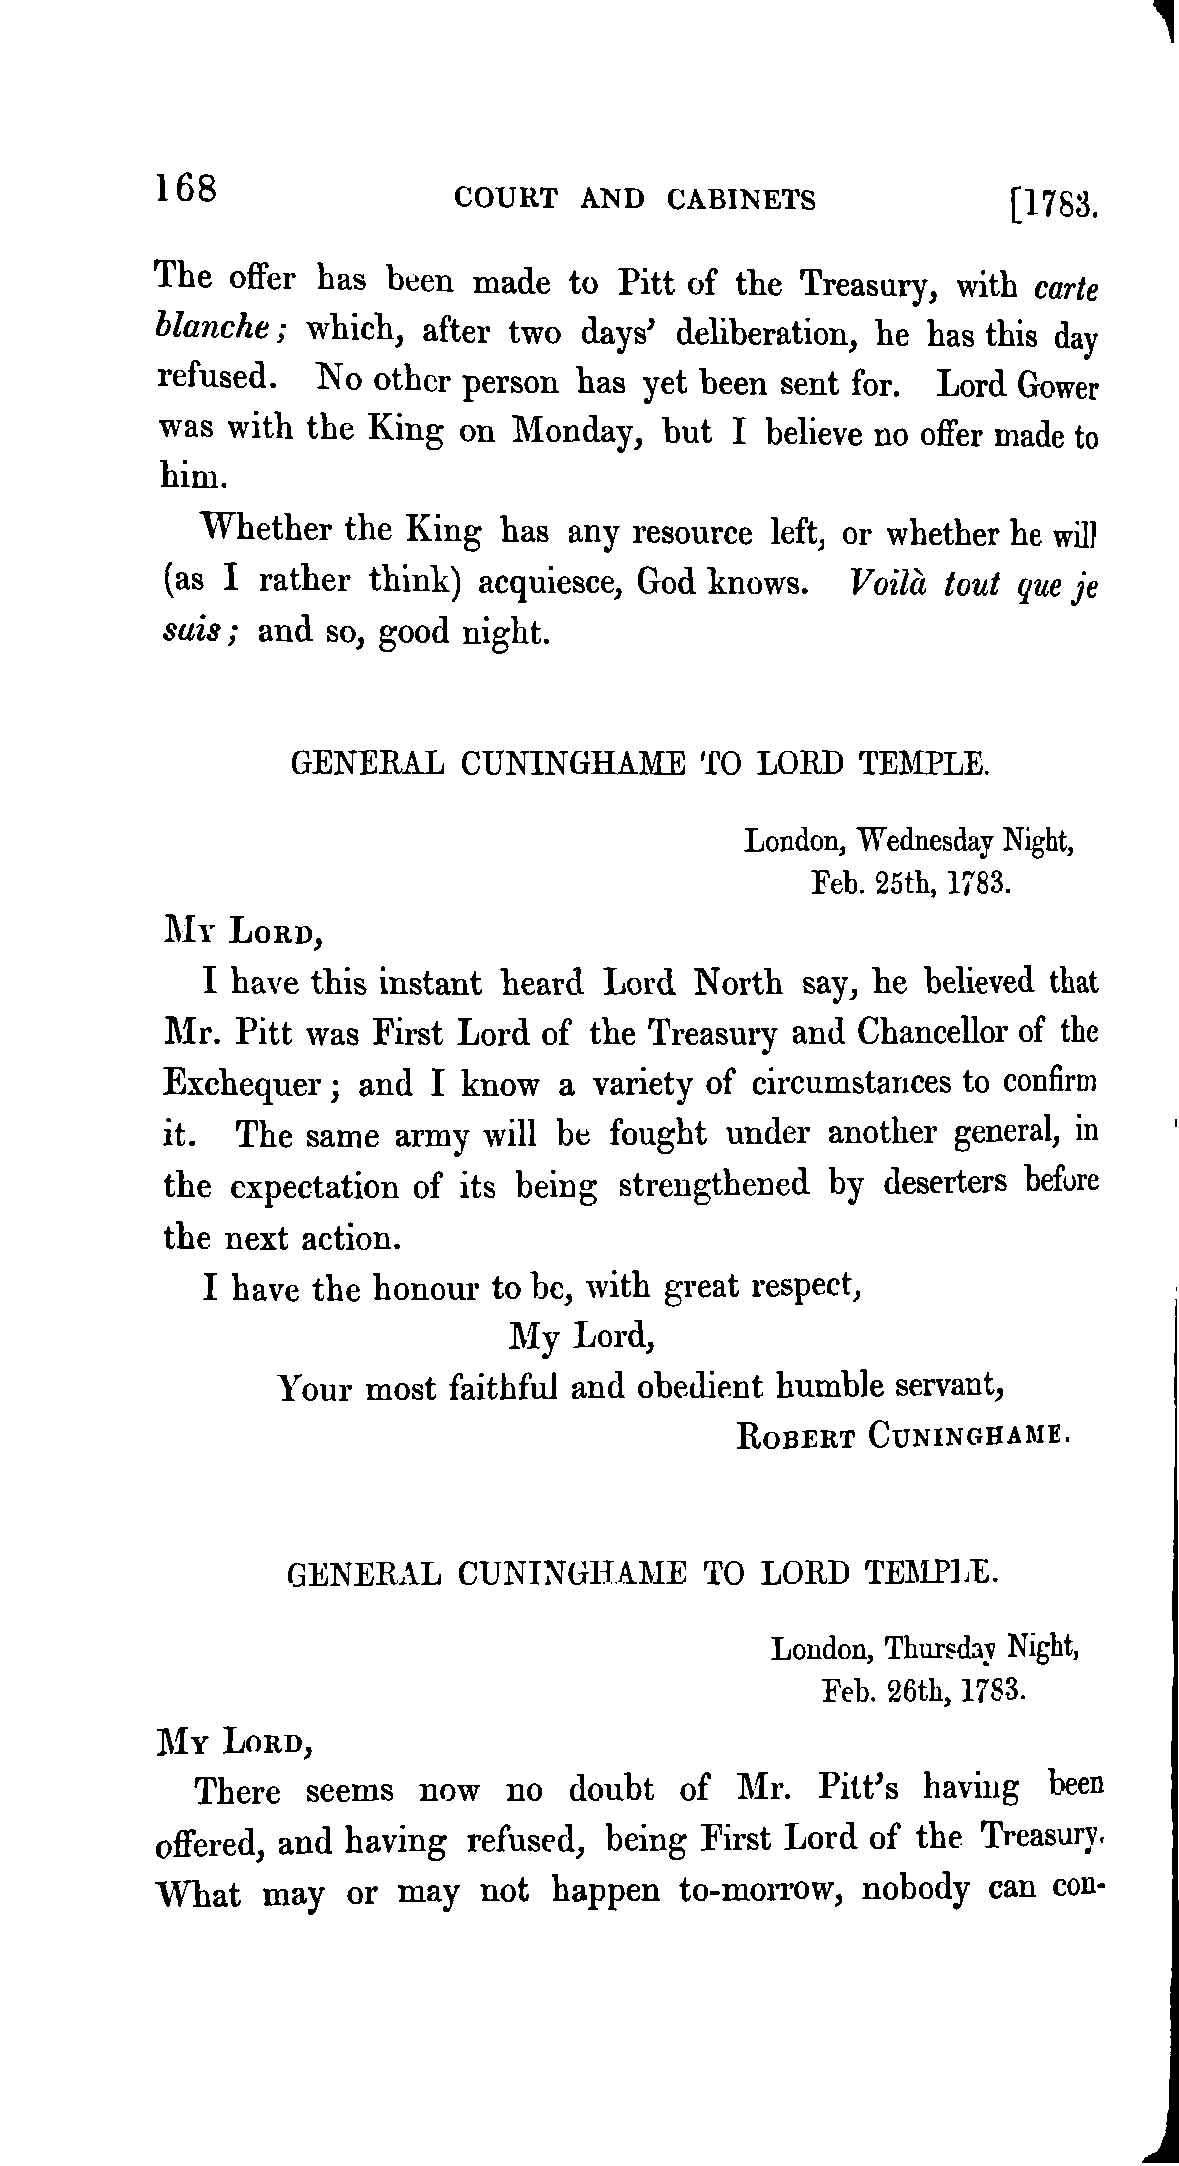 168
COURT AND CABINETS
[1783.
The offer has been made to Pitt of the Treasury, with carte
blanche; which, after two days' deliberation, he has this day
refused. No other person has yet been sent for. Lord Gower
was with the King on Monday, but I believe no offer made to
him.
Whether the King has any resource left, or whether he will
(as I rather think) acquiesce, God knows. Voilà tout que je
suis; and so, good night.
GENERAL CUNINGHAME TO LORD TEMPLE.
London, Wednesday Night,
Feb. 25th, 1783.
MY LORD,
I have this instant heard Lord North say, he believed that
Mr. Pitt was First Lord of the Treasury and Chancellor of the
Exchequer; and I know a variety of circumstances to confirm
it. The same army will be fought under another general, in
the expectation of its being strengthened by deserters before
the next action.
I have the honour to be, with great respect,
My Lord,
Your most faithful and obedient humble servant,
ROBERT CUNINGHAME.
GENERAL CUNINGHAME TO LORD TEMPLE.
London, Thursday Night,
Feb. 26th, 1783.
MY LORD,
There seems now no doubt of Mr. Pitt's having been
offered, and having refused, being First Lord of the Treasury.
What may or may not happen to-morrow, nobody can con-